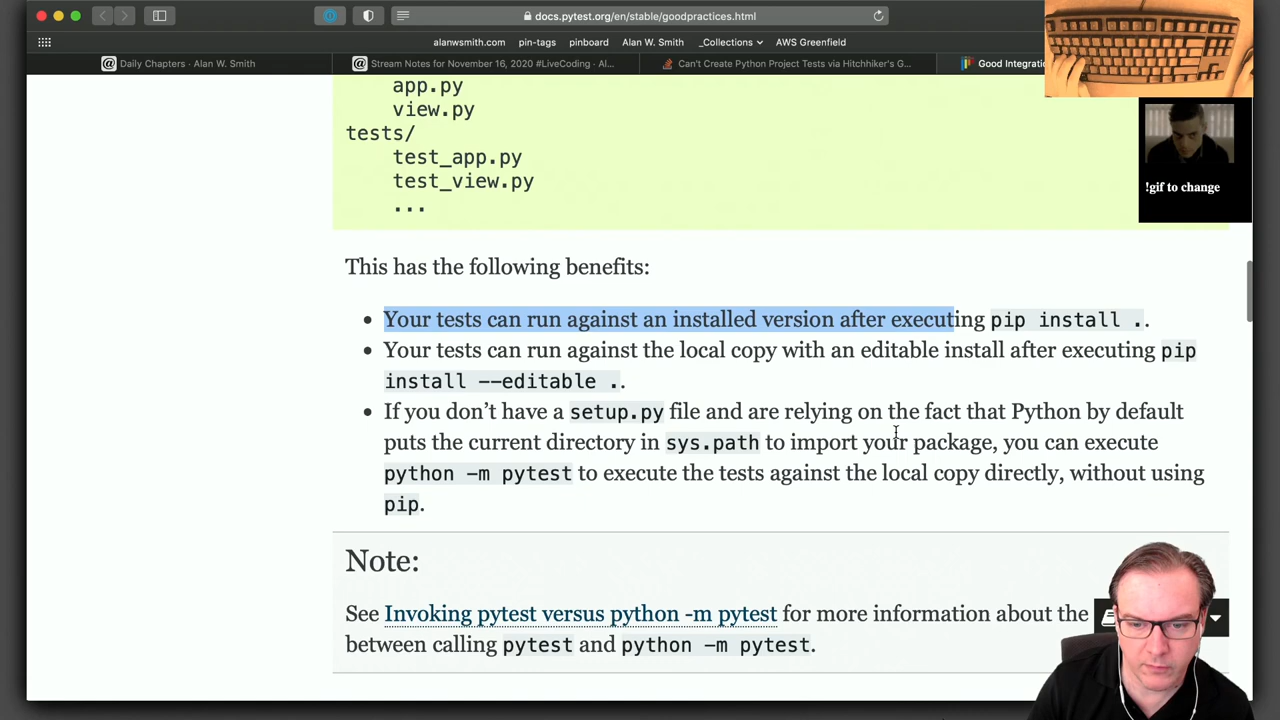 docs.pytest.org/en/stable/goodpractices.html
alanwsmith.com pin-tags pinboard Alan W. Smith _Collections AWS Greenfield
Daily Chapters – Alan W. Smith
Stream Notes for November 16, 2020 #LiveCoding – Al...
Can't Create Python Project Tests via Hitchhiker's G...
Good Integration
app.py
view.py
tests/
test_app.py
test_view.py
...
!gif to change
This has the following benefits:
• Your tests can run against an installed version after executing pip install ..
• Your tests can run against the local copy with an editable install after executing pip
install --editable ..
• If you don’t have a setup.py file and are relying on the fact that Python by default
puts the current directory in sys.path to import your package, you can execute
python -m pytest to execute the tests against the local copy directly, without using
pip.
Note:
See Invoking pytest versus python -m pytest for more information about the
between calling pytest and python -m pytest.